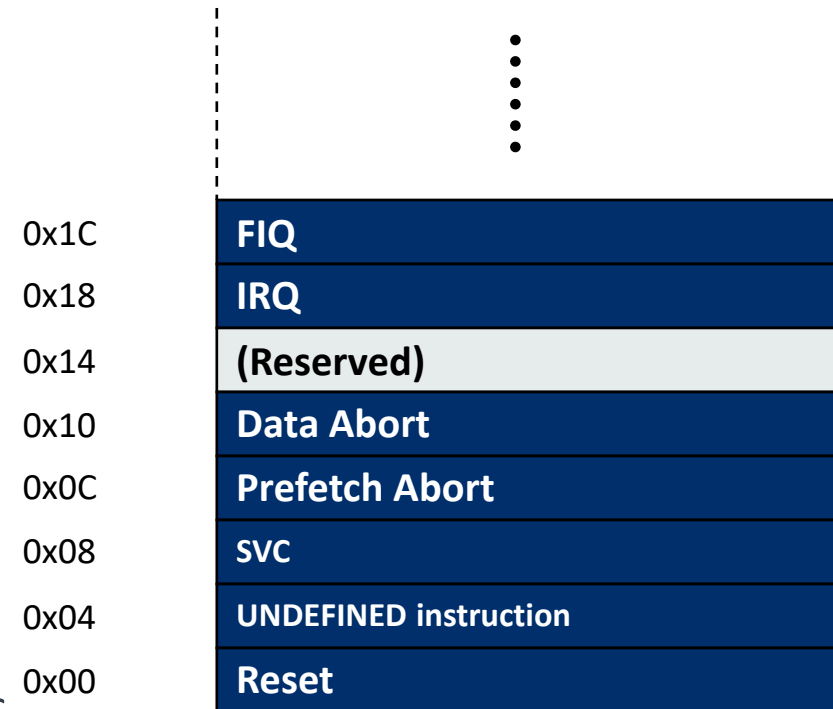 0x1C FIQ
0x18 IRQ
0x14 (Reserved)
0x10 Data Abort
0x0C Prefetch Abort
0x08 SVC
0x04 UNDEFINED instruction
0x00 Reset